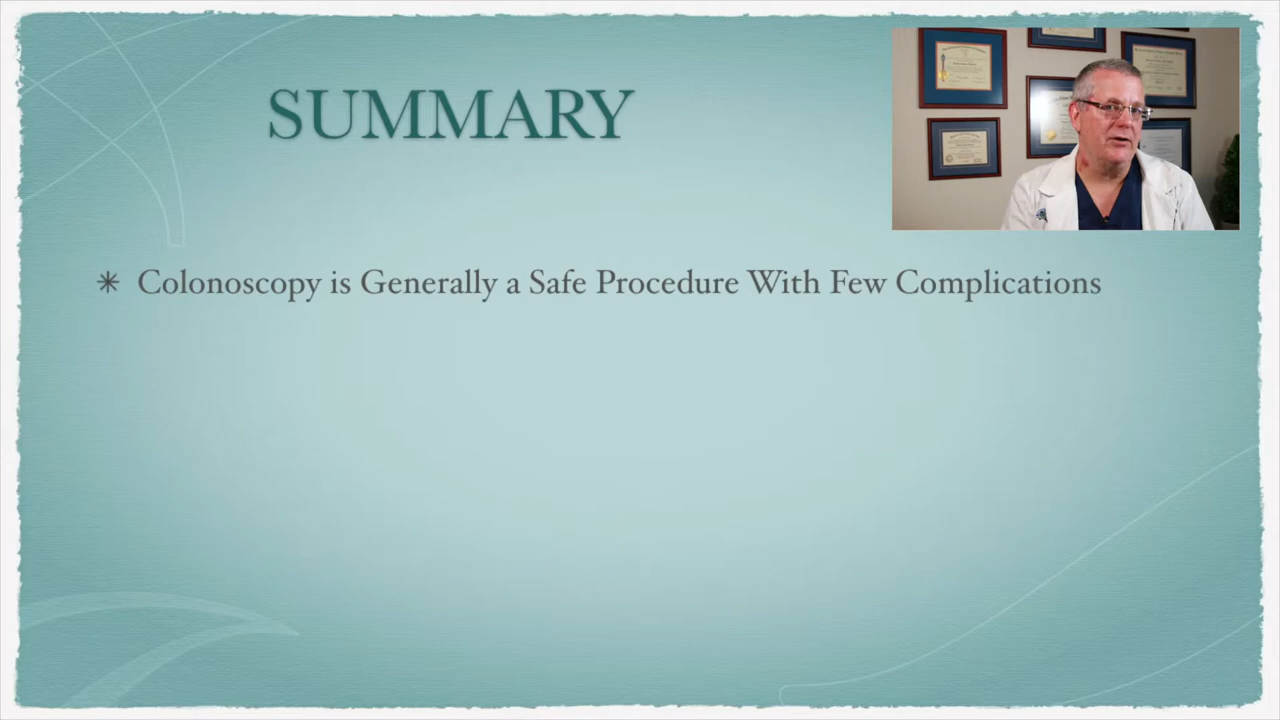 SUMMARY
✳ Colonoscopy is Generally a Safe Procedure With Few Complications